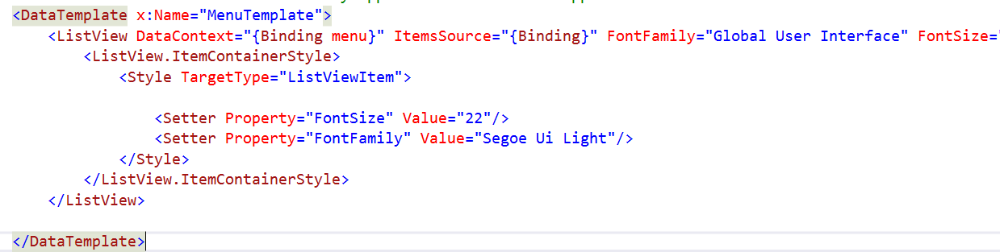 <DataTemplate x:Name="MenuTemplate">
<ListView DataContext="{Binding menu}" ItemsSource="{Binding}" FontFamily="Global User Interface" FontSize="
<ListView.ItemContainerStyle>
<Style TargetType="ListViewItem">
<Setter Property="FontSize" Value="22"/>
<Setter Property="FontFamily" Value="Segoe Ui Light"/>
</Style>
</ListView.ItemContainerStyle>
</ListView>
</DataTemplate>